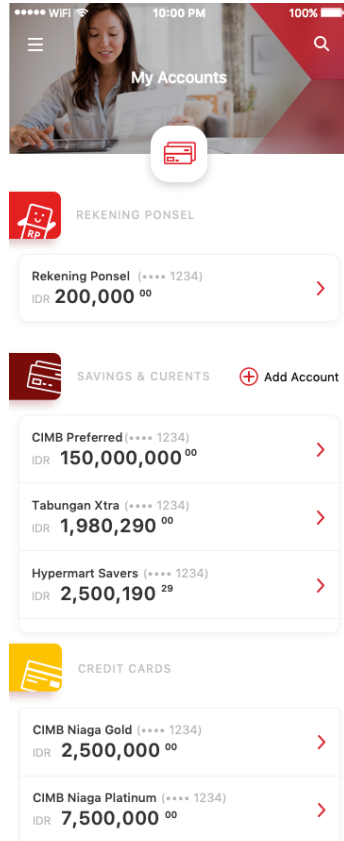 WiFi 10:00 PM 100%
My Accounts
RP
REKENING PONSEL
Rekening Ponsel (•••• 1234)
IDR 200,000 00
SAVINGS & CURENTS
Add Account
CIMB Preferred (•••• 1234)
IDR 150,000,000 00
Tabungan Xtra (•••• 1234)
IDR 1,980,290 00
Hypermart Savers (•••• 1234)
IDR 2,500,190 29
CREDIT CARDS
CIMB Niaga Gold (•••• 1234)
IDR 2,500,000 00
CIMB Niaga Platinum (•••• 1234)
IDR 7,500,000 00